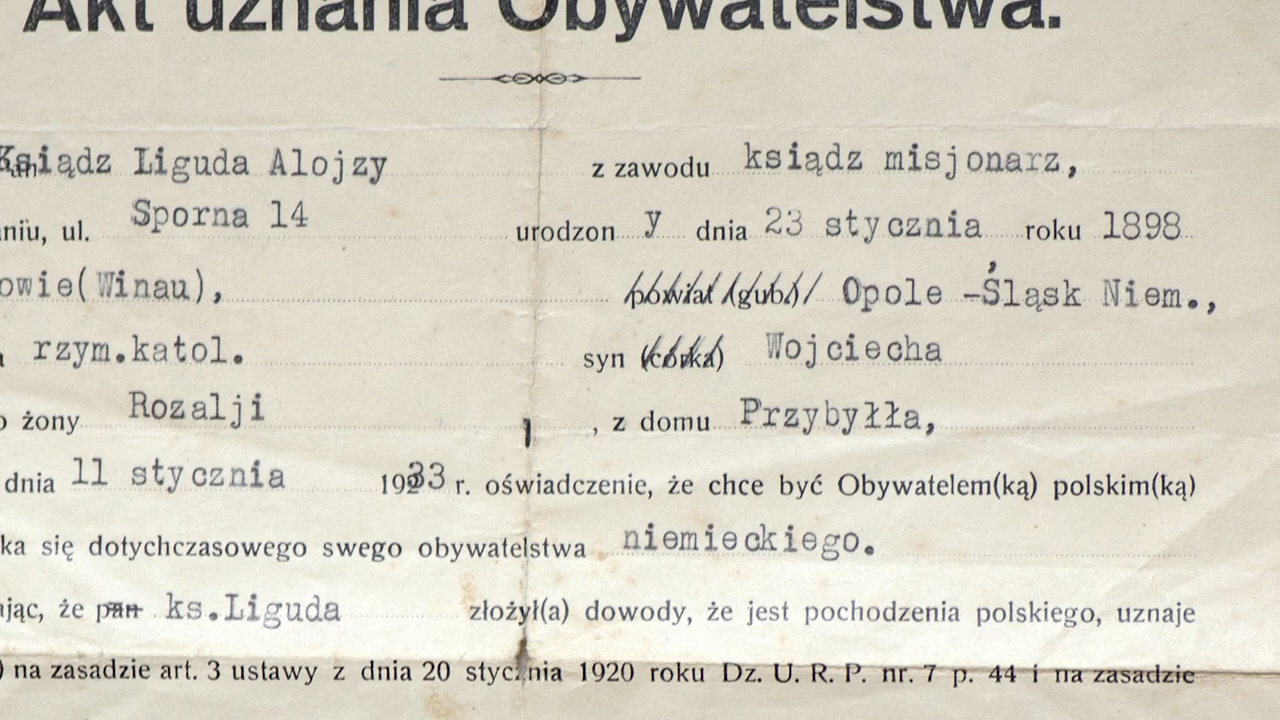 Akt uznania Obywatelstwa.
Ksiądz Liguda Alojzy z zawodu ksiądz misjonarz,
niu, ul. Sporna 14 urodzon y dnia 23 stycznia roku 1898
owie(Winau), powiat (gub.) Opole -Śląsk Niem.,
a rzym.katol. syn (córka) Wojciecha
o żony Rozalji , z domu Przybyłła,
dnia 11 stycznia 1933 r. oświadczenie, że chce być Obywatelem(ką) polskim(ką)
ka się dotychczasowego swego obywatelstwa niemieckiego.
jąc, że pan ks.Liguda złożył(a) dowody, że jest pochodzenia polskiego, uznaje
) na zasadzie art. 3 ustawy z dnia 20 stycznia 1920 roku Dz. U. R. P. nr. 7 p. 44 i na zasadzie